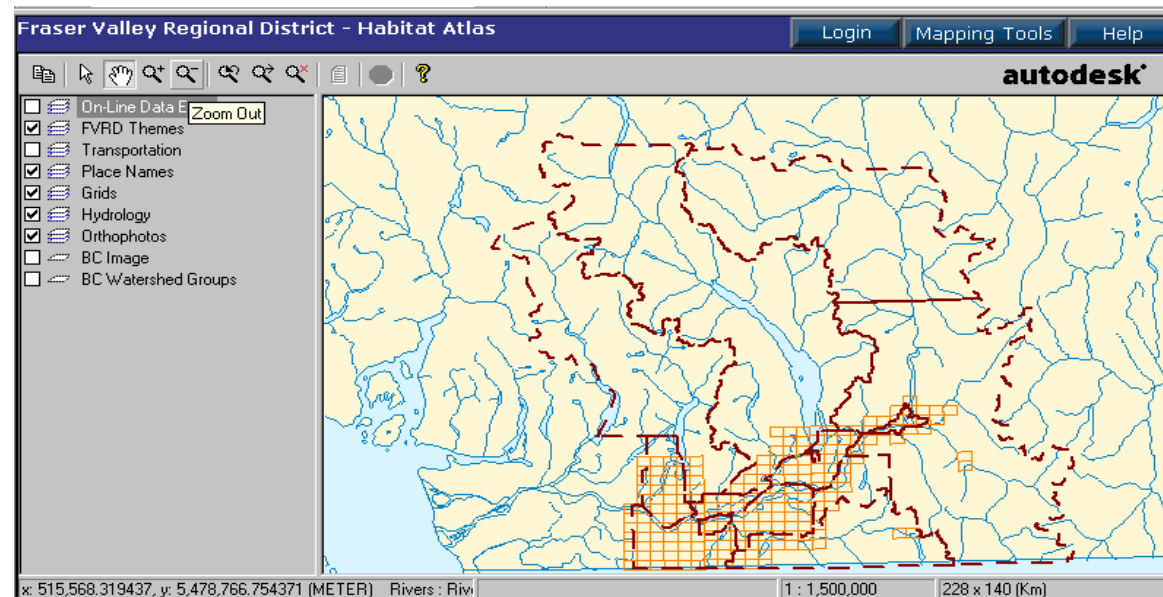 Fraser Valley Regional District - Habitat Atlas
Login
Mapping Tools
Help
autodesk
On-Line Data E
Zoom Out
FVRD Themes
Transportation
Place Names
Grids
Hydrology
Orthophotos
BC Image
BC Watershed Groups
x: 515,568.319437, y: 5,478,766.754371 (METER) Rivers : Riv
1 : 1,500,000
228 x 140 (Km)